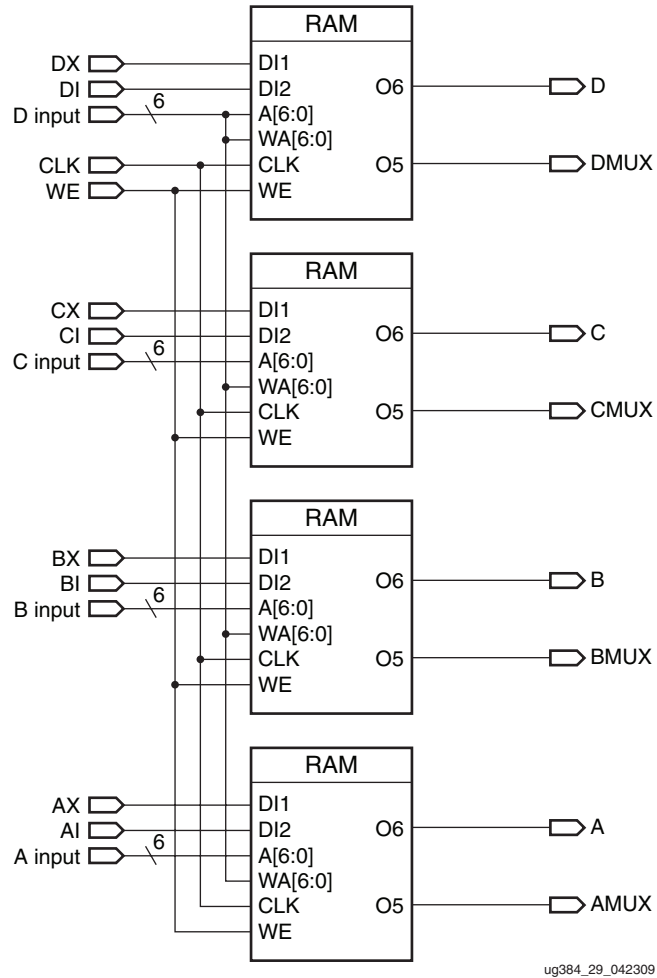 RAM
DX DI1
DI DI2 O6 D
D input 6 A[6:0]
WA[6:0]
CLK CLK O5 DMUX
WE WE
RAM
CX DI1
CI DI2 O6 C
C input 6 A[6:0]
WA[6:0]
CLK O5 CMUX
WE
RAM
BX DI1
BI DI2 O6 B
B input 6 A[6:0]
WA[6:0]
CLK O5 BMUX
WE
RAM
AX DI1
AI DI2 O6 A
A input 6 A[6:0]
WA[6:0]
CLK O5 AMUX
WE
ug384_29_042309